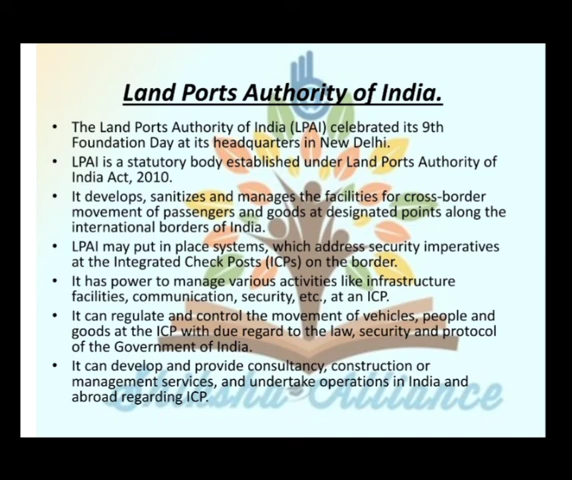 Land Ports Authority of India.
• The Land Ports Authority of India (LPAI) celebrated its 9th
Foundation Day at its headquarters in New Delhi.
• LPAI is a statutory body established under Land Ports Authority of
India Act, 2010.
• It develops, sanitizes and manages the facilities for cross-border
movement of passengers and goods at designated points along the
international borders of India.
• LPAI may put in place systems, which address security imperatives
at the Integrated Check Posts (ICPs) on the border.
• It has power to manage various activities like infrastructure
facilities, communication, security, etc., at an ICP.
• It can regulate and control the movement of vehicles, people and
goods at the ICP with due regard to the law, security and protocol
of the Government of India.
• It can develop and provide consultancy, construction or
management services, and undertake operations in India and
abroad regarding ICP.
Shiksha Alliance